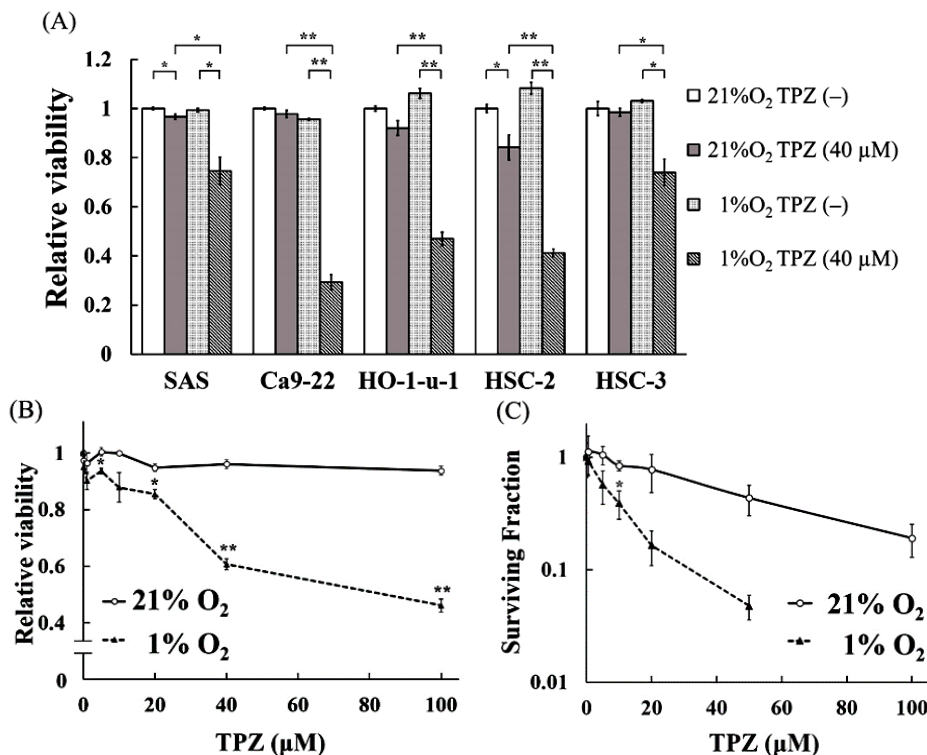 (A)
* ** ** ** *
* * ** ** * ** *
1.2
1
0.8
0.6
0.4
0.2
0
Relative viability
SAS Ca9-22 HO-1-u-1 HSC-2 HSC-3
21%O₂ TPZ (–)
21%O₂ TPZ (40 μM)
1%O₂ TPZ (–)
1%O₂ TPZ (40 μM)
(B)
Relative viability
1
0.8
0.6
0.4
0
* * ** **
21% O₂
1% O₂
0 20 40 60 80 100
TPZ (μM)
(C)
Surviving Fraction
1
0.1
0.01
*
21% O₂
1% O₂
0 20 40 60 80 100
TPZ (μM)